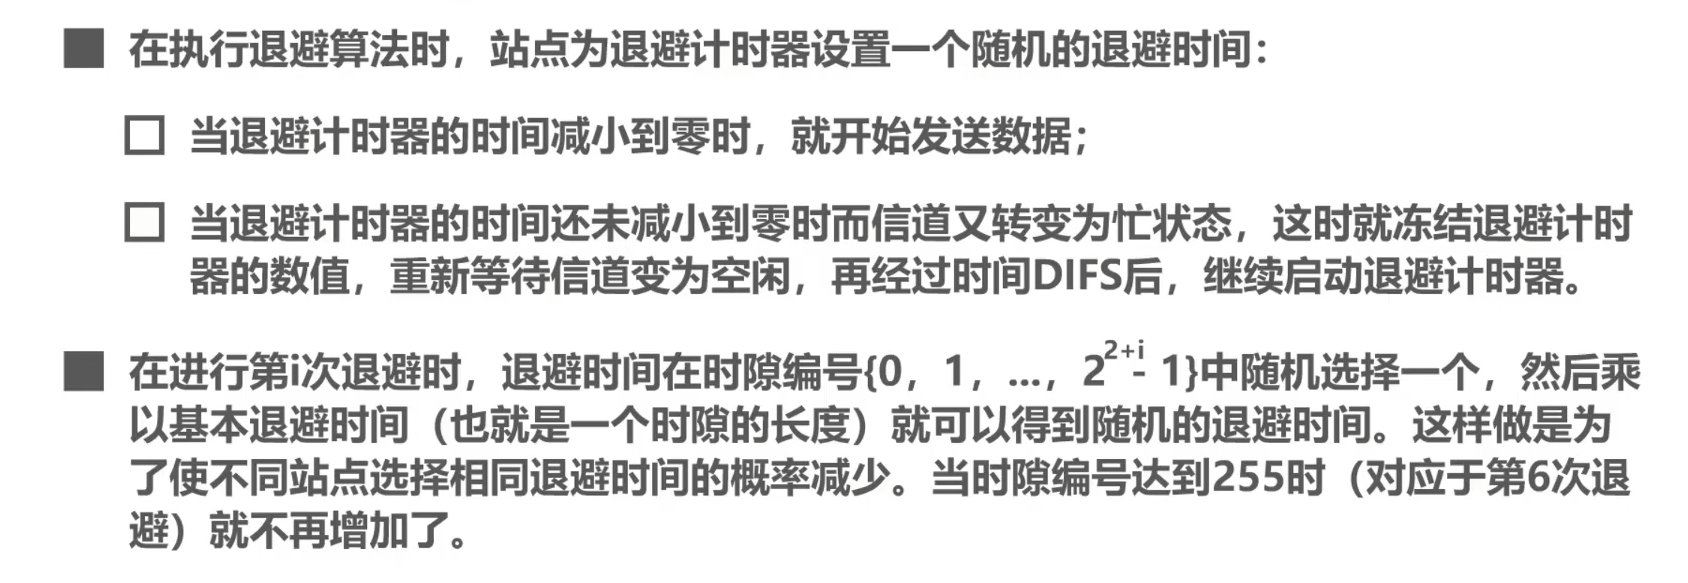 在执行退避算法时，站点为退避计时器设置一个随机的退避时间：
当退避计时器的时间减小到零时，就开始发送数据；
当退避计时器的时间还未减小到零时而信道又转变为忙状态，这时就冻结退避计时
器的数值，重新等待信道变为空闲，再经过时间DIFS后，继续启动退避计时器。
在进行第i次退避时，退避时间在时隙编号{0，1，...，2²⁺ⁱ- 1}中随机选择一个，然后乘
以基本退避时间（也就是一个时隙的长度）就可以得到随机的退避时间。这样做是为
了使不同站点选择相同退避时间的概率减少。当时隙编号达到255时（对应于第6次退
避）就不再增加了。